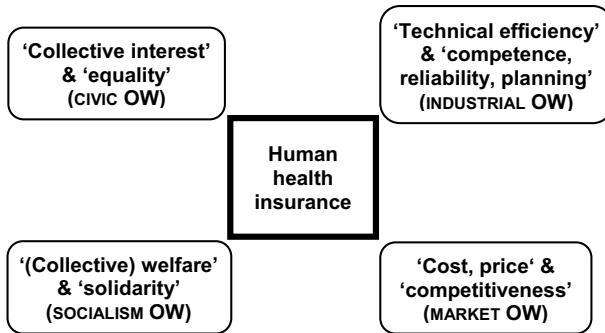 ‘Collective interest’
& ‘equality’
(CIVIC OW)
‘Technical efficiency’
& ‘competence,
reliability, planning’
(INDUSTRIAL OW)
Human
health
insurance
‘(Collective) welfare’
& ‘solidarity’
(SOCIALISM OW)
‘Cost, price‘ &
‘competitiveness’
(MARKET OW)